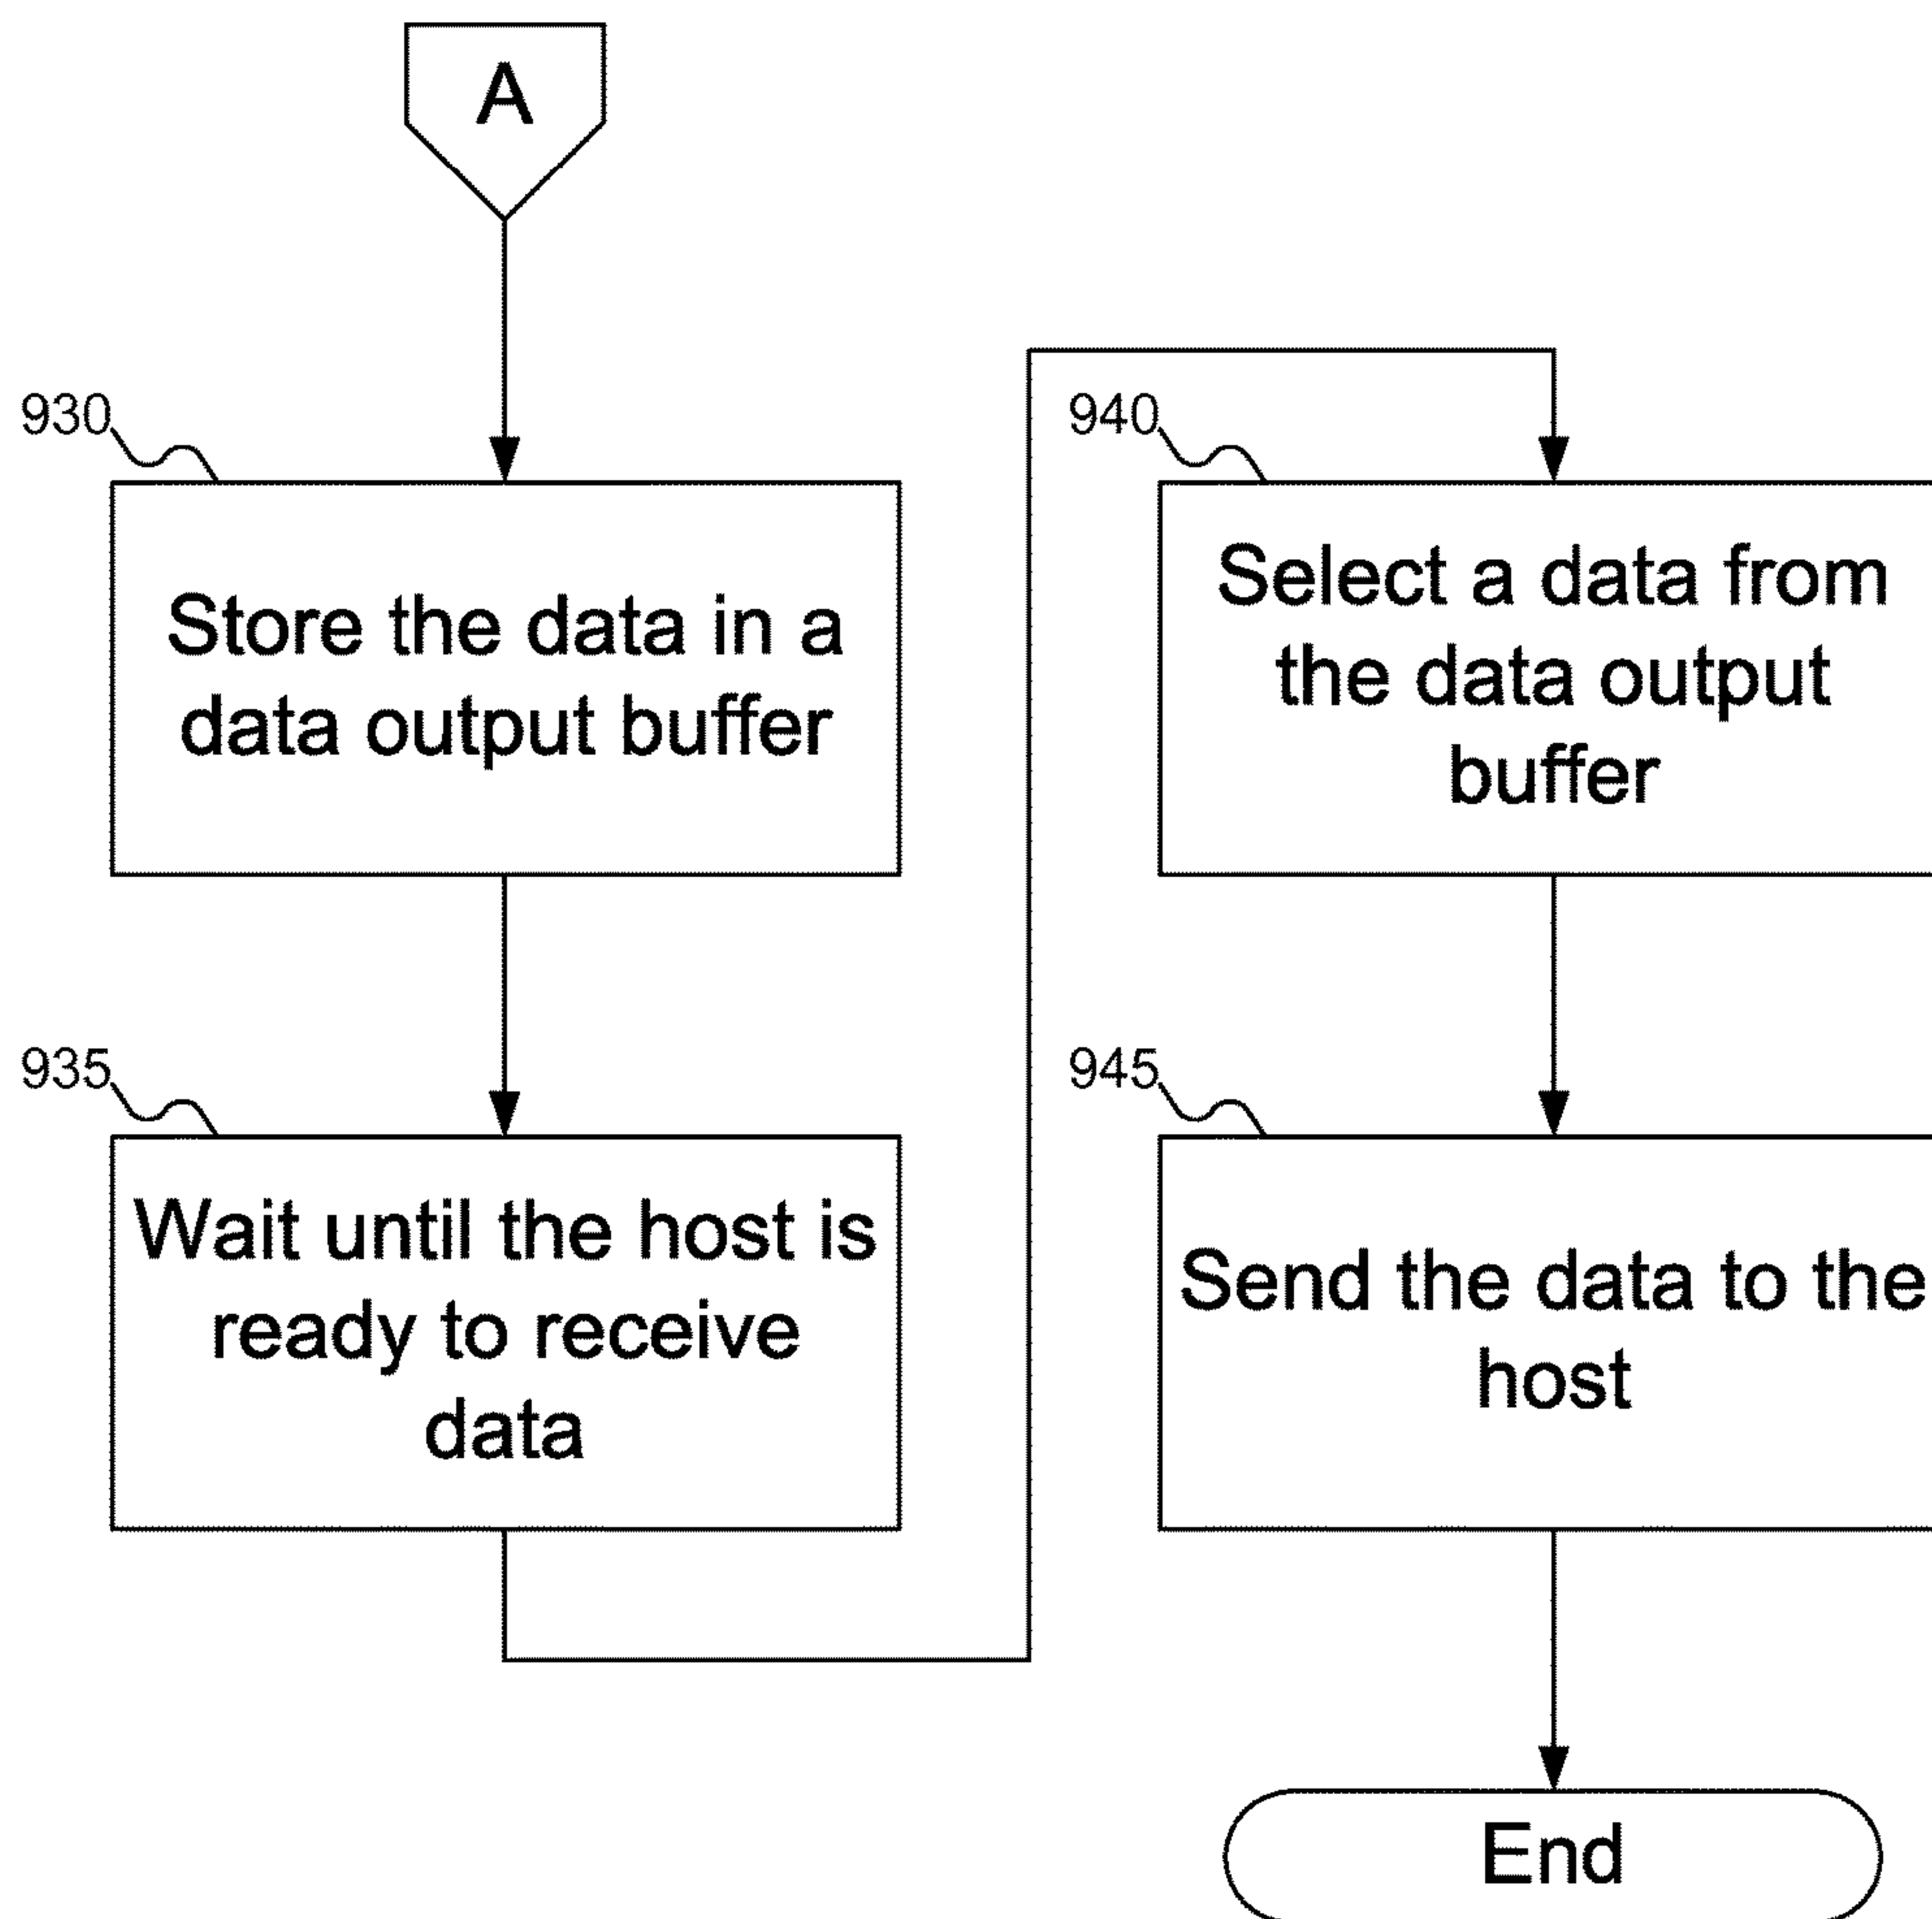 A
930
Store the data in a
data output buffer
935
Wait until the host is
ready to receive
data
940
Select a data from
the data output
buffer
945
Send the data to the
host
End